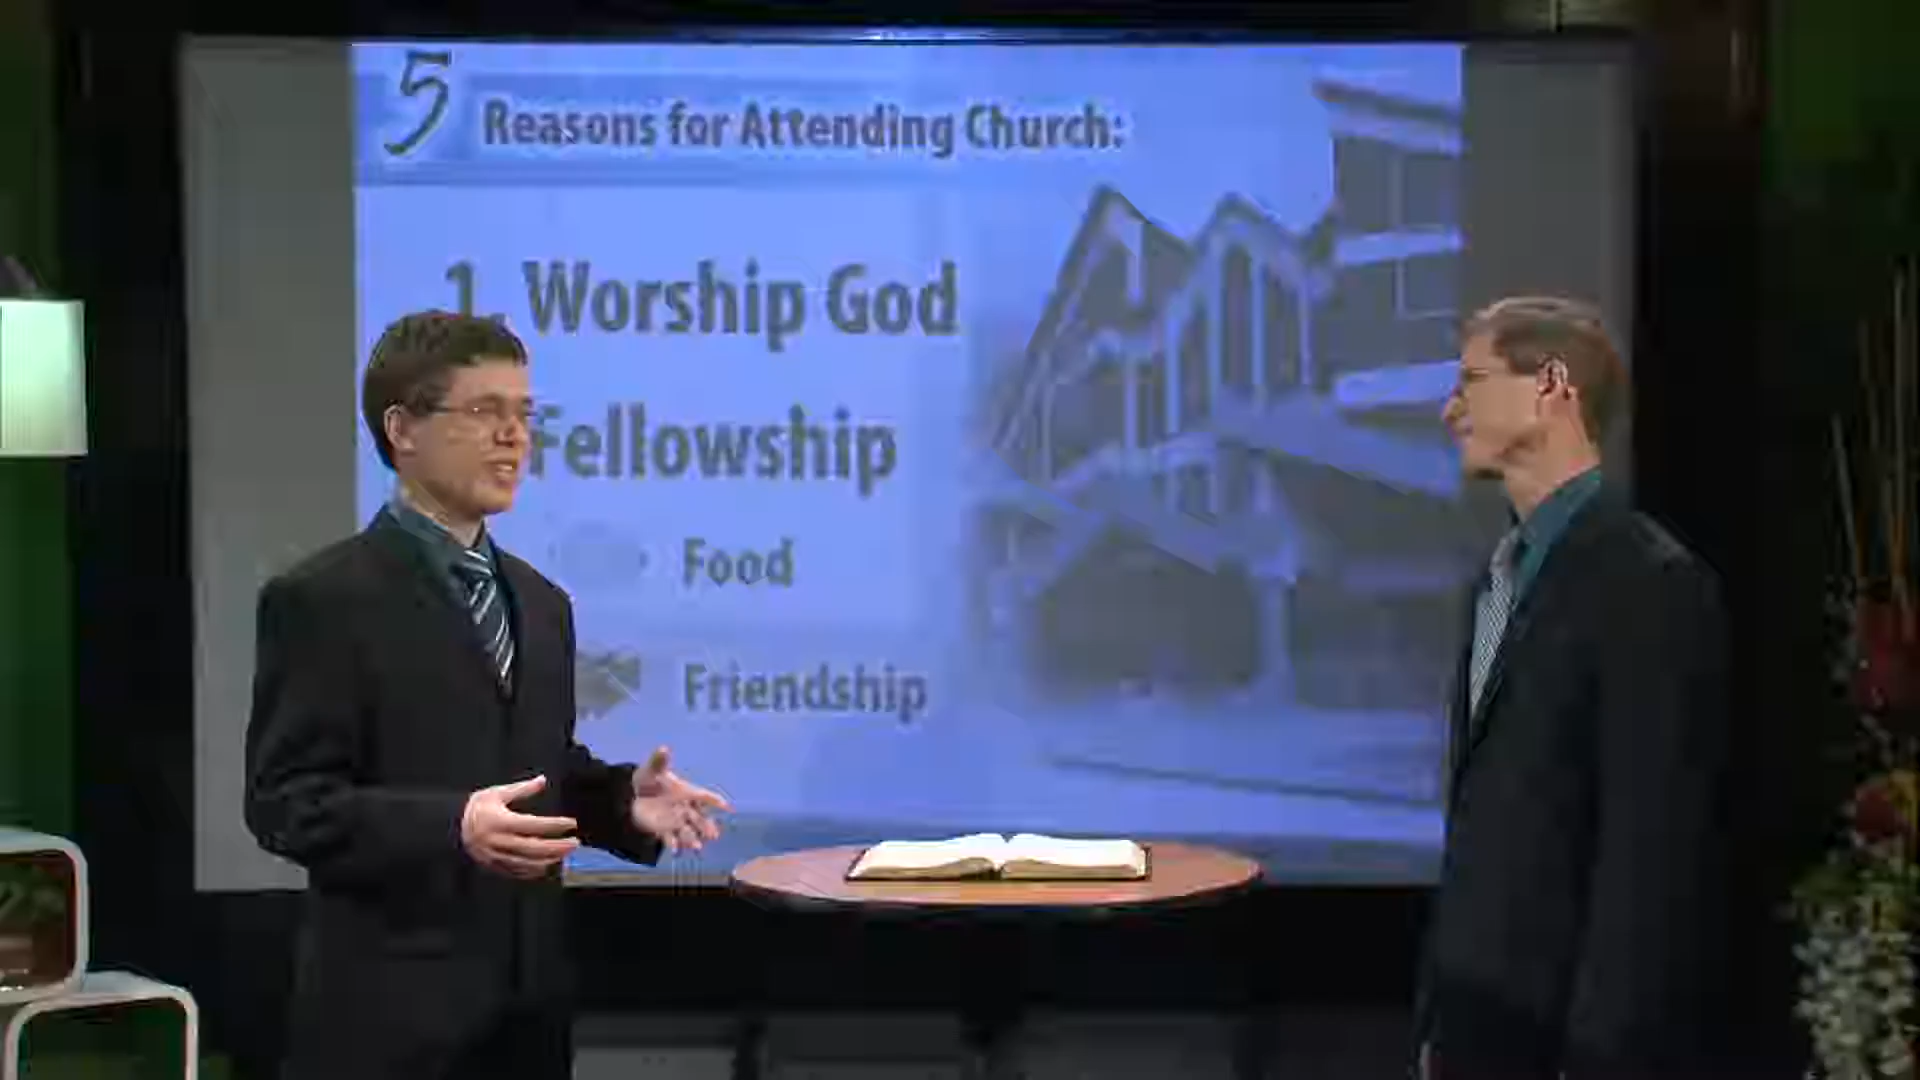 5 Reasons for Attending Church:
1. Worship God
Fellowship
Food
Friendship